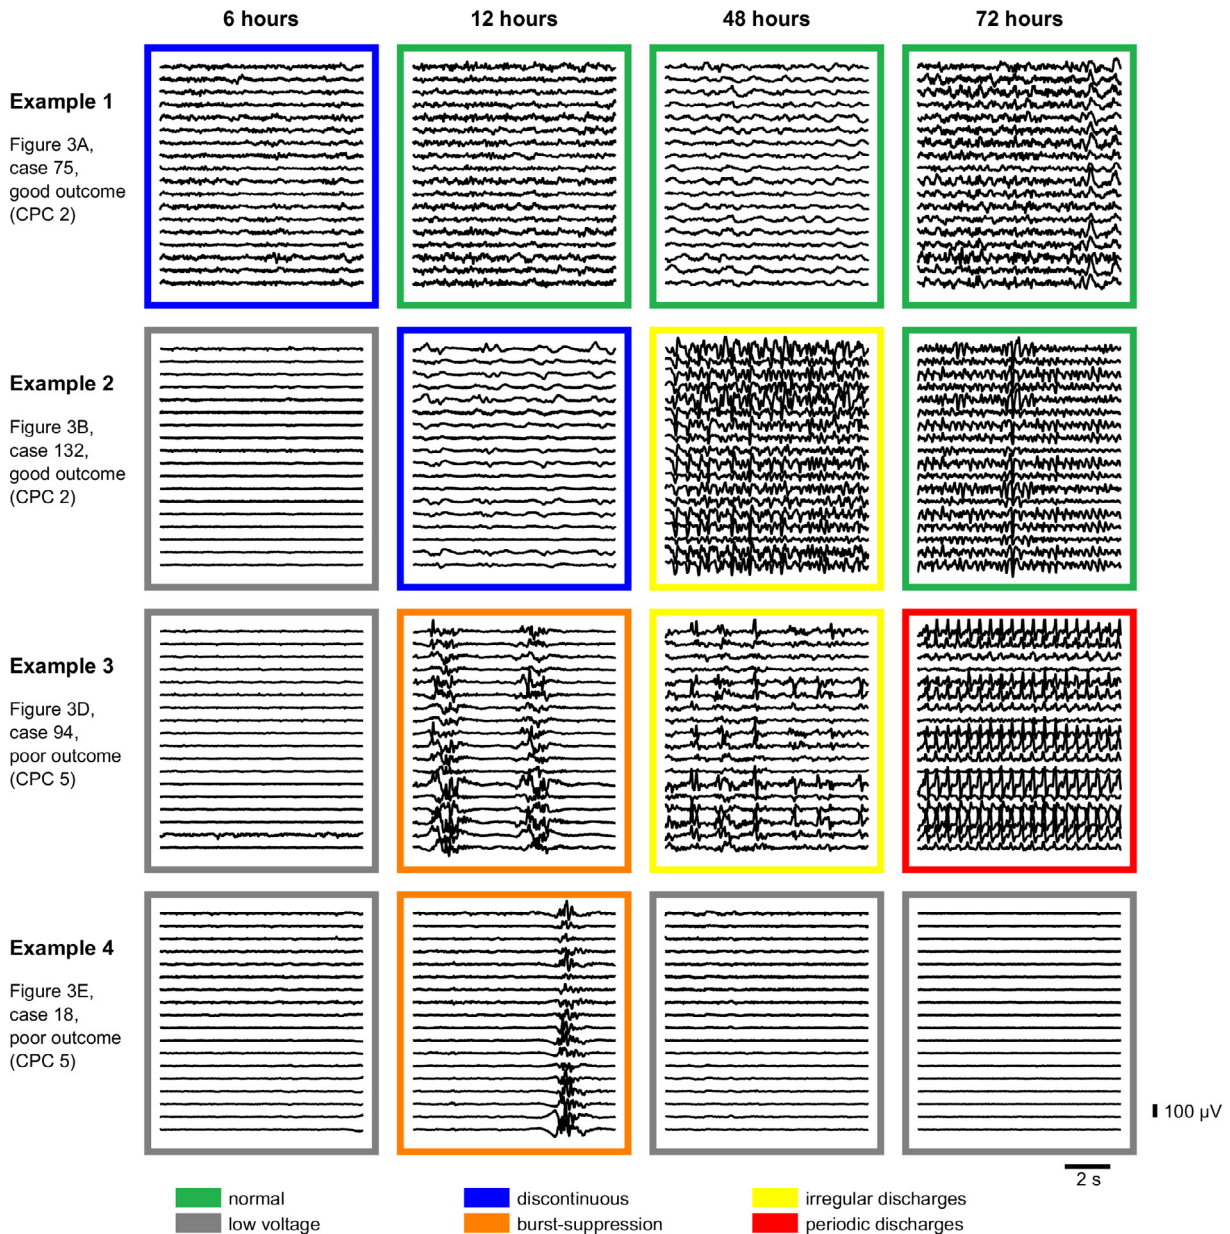 6 hours
12 hours
48 hours
72 hours
Example 1
Figure 3A,
case 75,
good outcome
(CPC 2)
Example 2
Figure 3B,
case 132,
good outcome
(CPC 2)
Example 3
Figure 3D,
case 94,
poor outcome
(CPC 5)
Example 4
Figure 3E,
case 18,
poor outcome
(CPC 5)
100 µV
2 s
normal
discontinuous
irregular discharges
low voltage
burst-suppression
periodic discharges